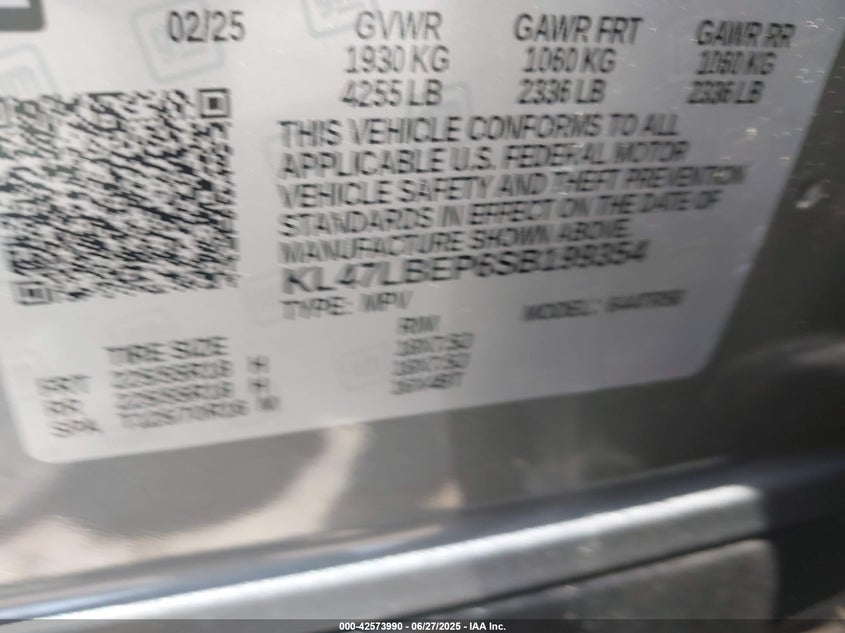 02/25 GVWR GAWR FRT GAWR RR
1930 KG 1060 KG 1060 KG
4255 LB 2336 LB 2336 LB
THIS VEHICLE CONFORMS TO ALL
APPLICABLE U.S. FEDERAL MOTOR
VEHICLE SAFETY AND THEFT PREVENTION
STANDARDS IN EFFECT ON THE DATE OF
MANUFACTURE SHOWN ABOVE.
KL47LBEP6SB199354
TYPE: MPV MODEL:
TIRE SIZE RIM
FRT H
RR H
SPA
000-42573990 - 06/27/2025 - IAA Inc.